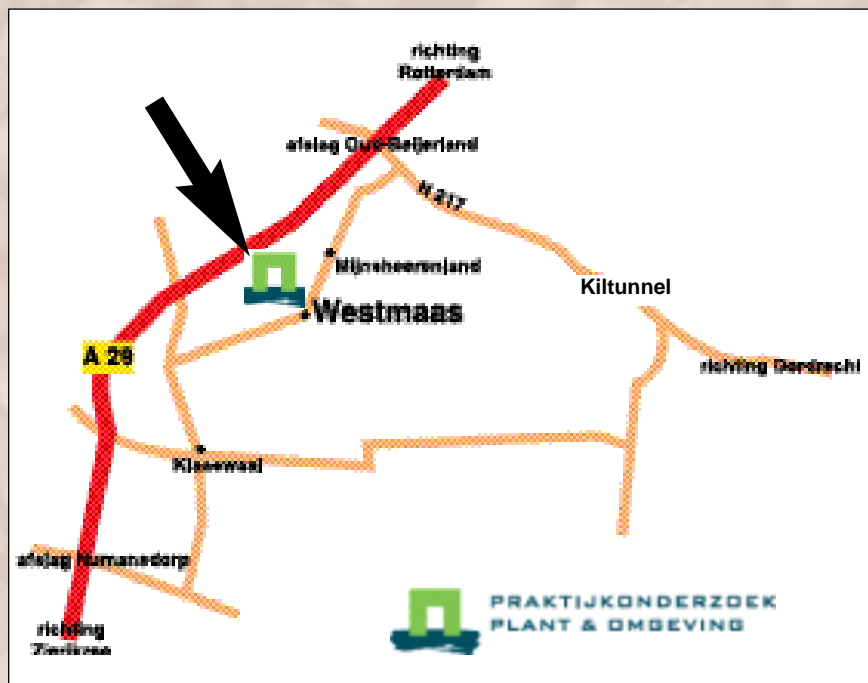 richting
Rotterdam
afslag Oud-Beijerland
N 217
Mijnsheerenland
Kiltunnel
Westmaas
A 29
richting Dordrecht
Klaaswaal
afslag Numansdorp
richting
Zierikzee
PRAKTIJKONDERZOEK
PLANT & OMGEVING